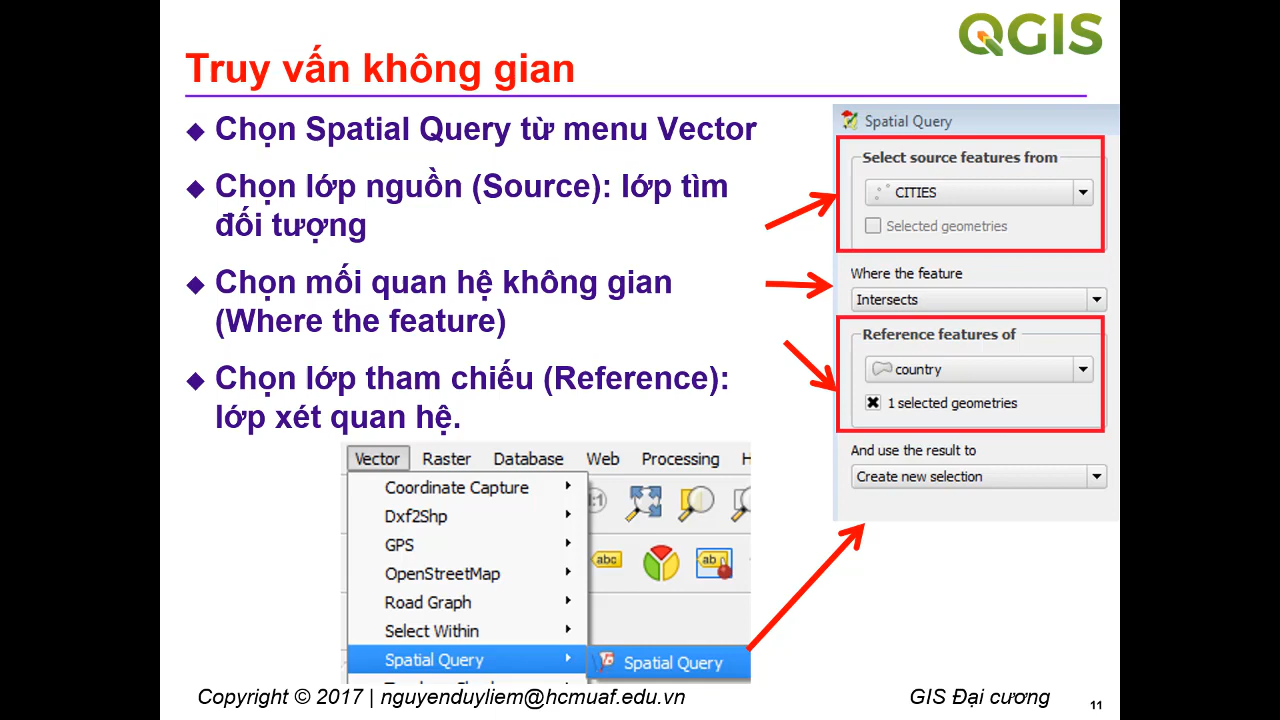 QGIS
Truy vấn không gian
Chọn Spatial Query từ menu Vector
Chọn lớp nguồn (Source): lớp tìm
đối tượng
Chọn mối quan hệ không gian
(Where the feature)
Chọn lớp tham chiếu (Reference):
lớp xét quan hệ.
Spatial Query
Select source features from
CITIES
Selected geometries
Where the feature
Intersects
Reference features of
country
1 selected geometries
And use the result to
Create new selection
Vector Raster Database Web Processing H
Coordinate Capture
Dxf2Shp
GPS
OpenStreetMap
Road Graph
Select Within
Spatial Query
Spatial Query
1:1
abc
ab
Copyright © 2017 | nguyenduyliem@hcmuaf.edu.vn
GIS Đại cương
11